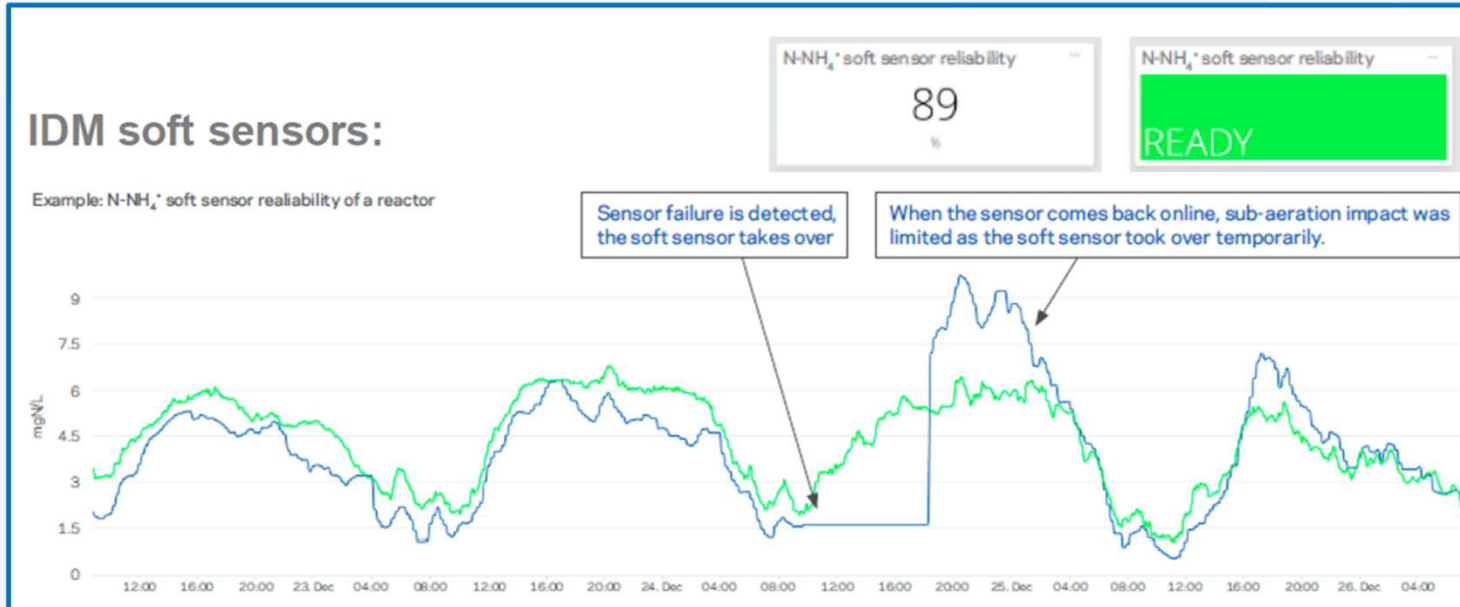 N-NH₄⁺ soft sensor reliability
89
%
N-NH₄⁺ soft sensor reliability
READY
IDM soft sensors:
Example: N-NH₄⁺ soft sensor realiability of a reactor
Sensor failure is detected,
the soft sensor takes over
When the sensor comes back online, sub-aeration impact was
limited as the soft sensor took over temporarily.
mgN/L
9
7.5
6
4.5
3
1.5
0
12:00 16:00 20:00 23. Dec 04:00 08:00 12:00 16:00 20:00 24. Dec 04:00 08:00 12:00 16:00 20:00 25. Dec 04:00 08:00 12:00 16:00 20:00 26. Dec 04:00